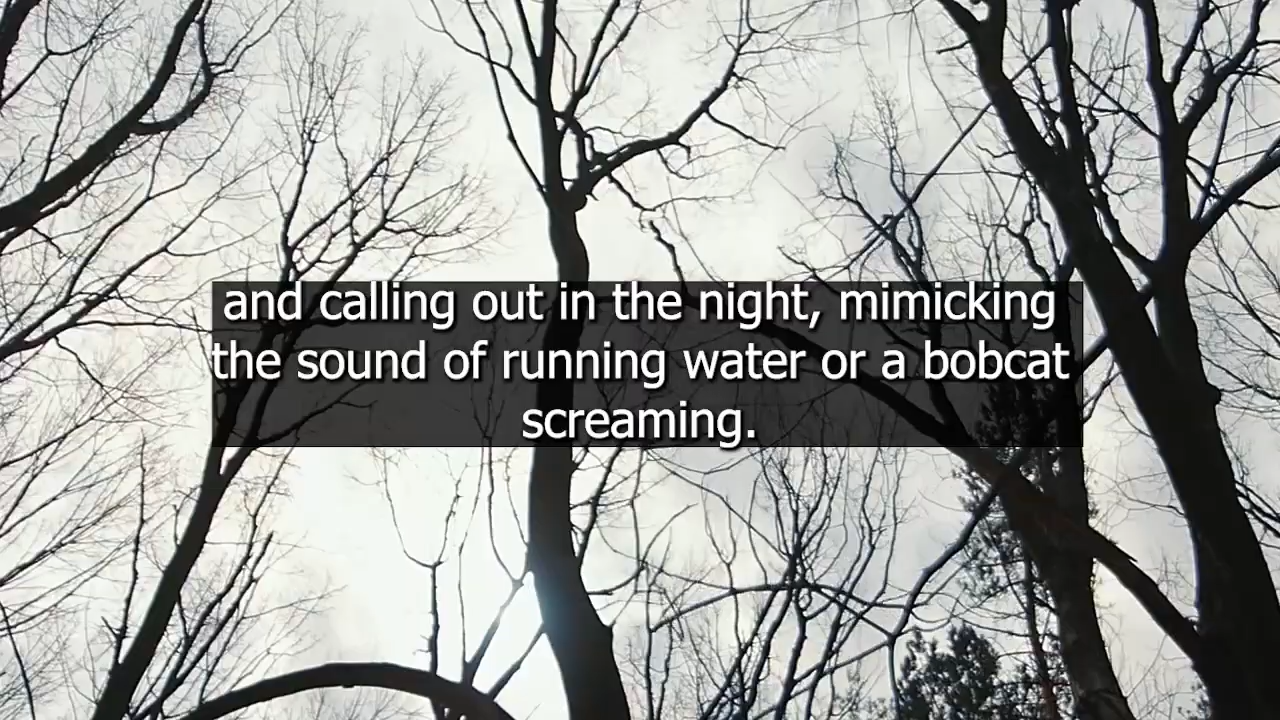 and calling out in the night, mimicking
the sound of running water or a bobcat
screaming.